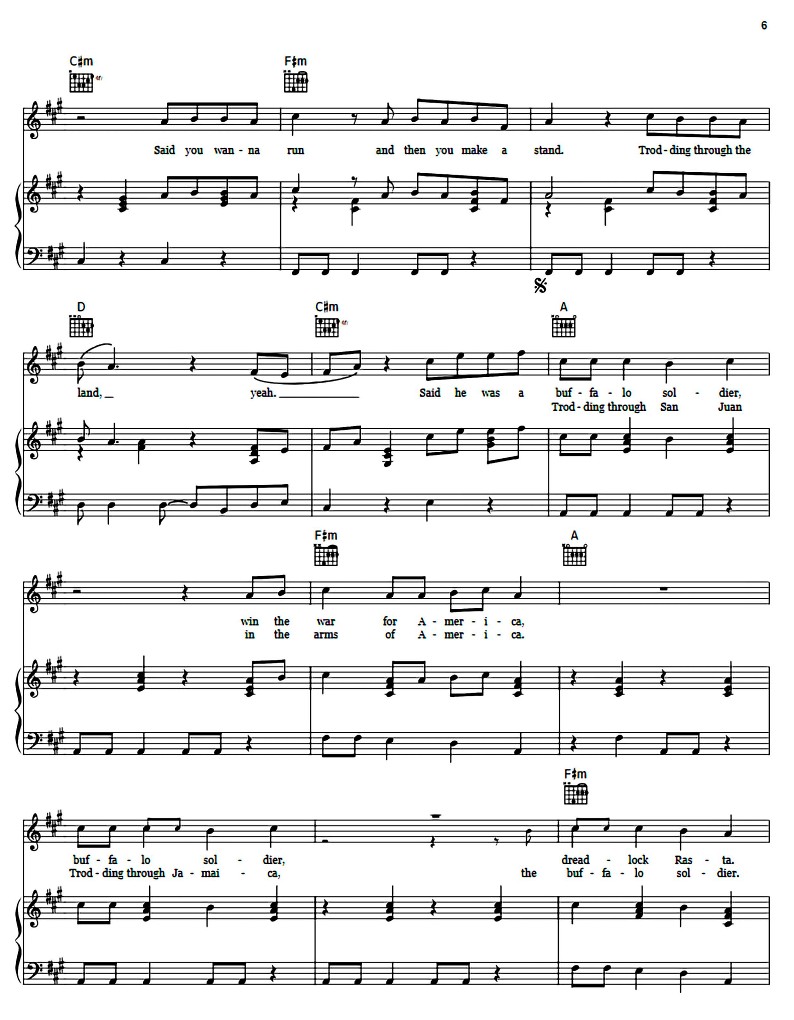 6
C♯m F♯m
Said you wan - na run and then you make a stand. Trod - ding through the
D C♯m A
land, yeah. Said he was a buf - fa - lo sol - dier,
Trod - ding through San Juan
F♯m A
win the war for A - mer - i - ca,
in the arms of A - mer - i - ca.
F♯m
buf - fa - lo sol - dier, dread - lock Ras - ta.
Trod - ding through Ja - mai - ca, the buf - fa - lo sol - dier.